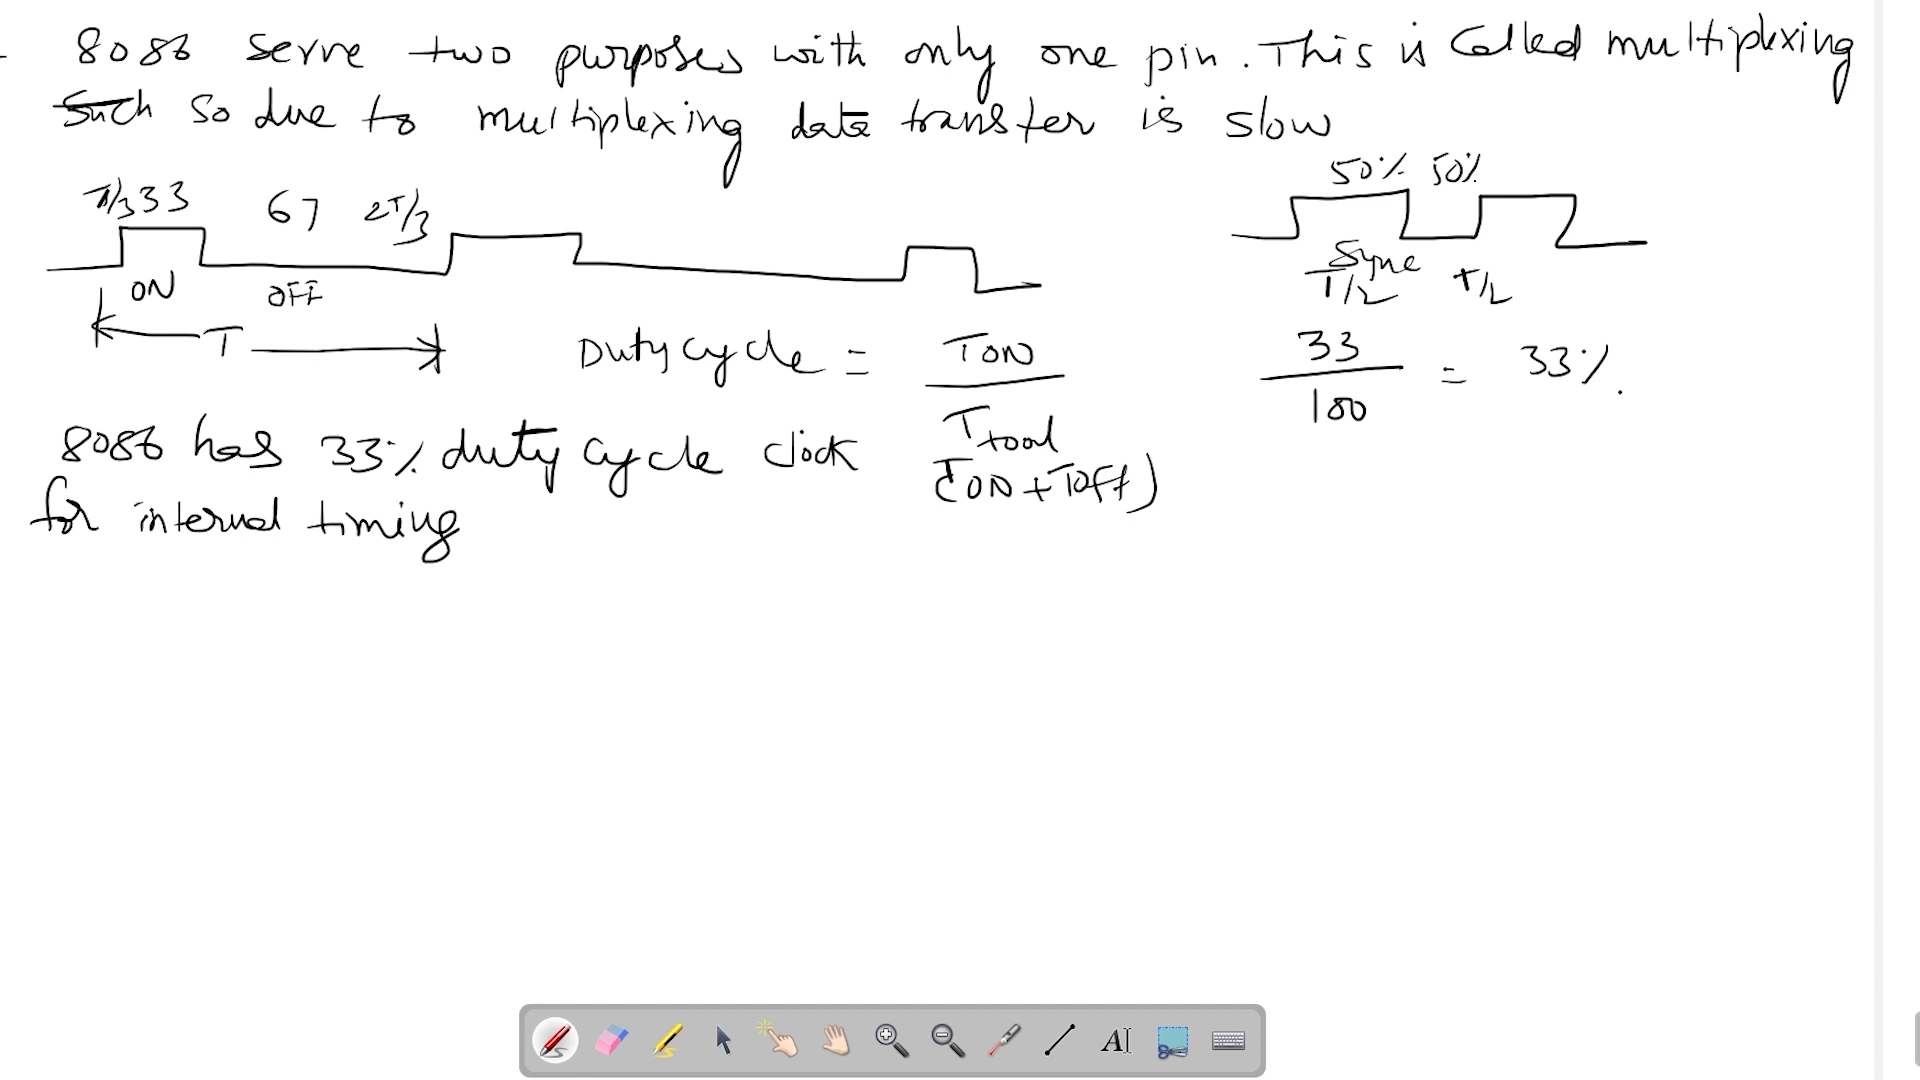 8086 serve two purposes with only one pin. This is called multiplexing
Such so due to multiplexing data transfer is slow
50% 50%
T/3 33 67 2T/3
ON OFF
Sync
T/2 T/2
T
Duty cycle = TON / Ttotal (TON + TOFF)
33 / 100 = 33%.
8086 has 33% duty cycle clock
for internal timing
AI